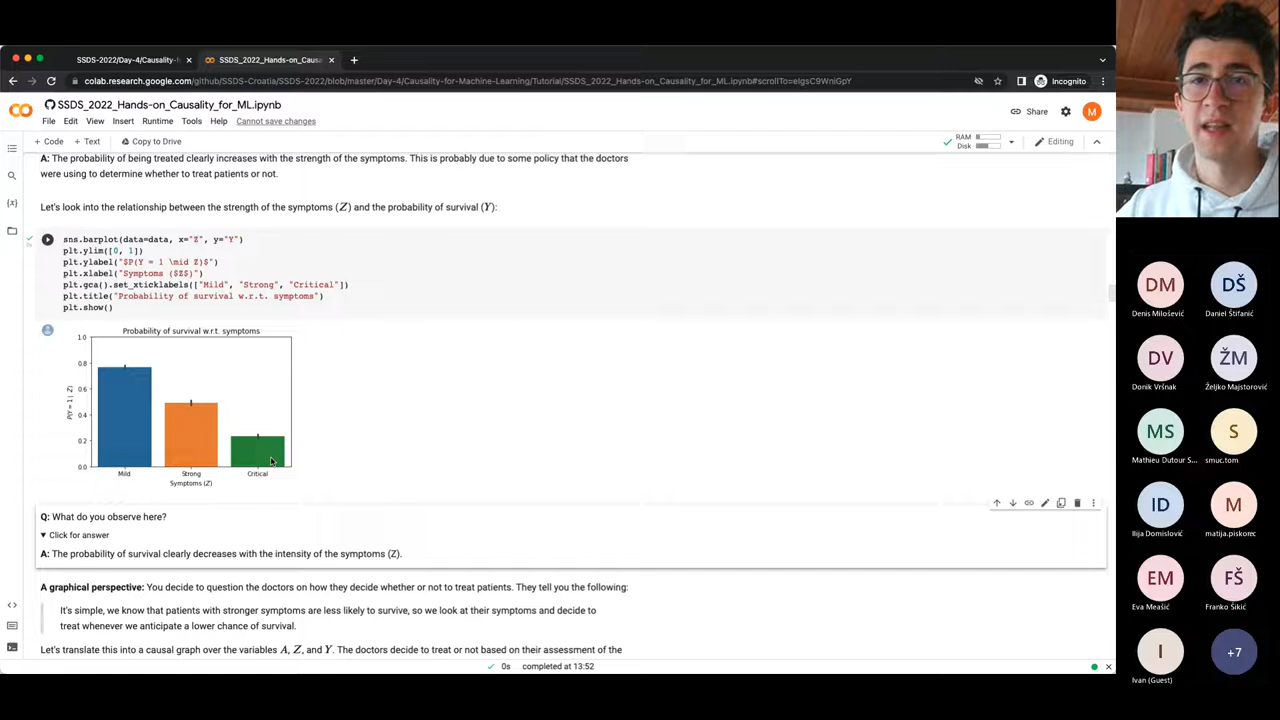 SSDS-2022/Day-4/Causality-f
SSDS_2022_Hands-on_Causalit
colab.research.google.com/github/SSDS-Croatia/SSDS-2022/blob/master/Day-4/Causality-for-Machine-Learning/Tutorial/SSDS_2022_Hands_on_Causality_for_ML.ipynb#scrollTo=eIgsC9WnIGpY
Incognito
SSDS_2022_Hands-on_Causality_for_ML.ipynb
Share
M
File Edit View Insert Runtime Tools Help Cannot save changes
+ Code + Text Copy to Drive
RAM
Disk
Editing
A: The probability of being treated clearly increases with the strength of the symptoms. This is probably due to some policy that the doctors
were using to determine whether to treat patients or not.
Let's look into the relationship between the strength of the symptoms (Z) and the probability of survival (Y):
sns.barplot(data=data, x="Z", y="Y")
plt.ylim([0, 1])
plt.ylabel("$P(Y = 1 \mid Z)$")
plt.xlabel("Symptoms ($Z$)")
plt.gca().set_xticklabels(["Mild", "Strong", "Critical"])
plt.title("Probability of survival w.r.t. symptoms")
plt.show()
Probability of survival w.r.t. symptoms
1.0
0.8
0.6
0.4
0.2
0.0
P(Y = 1 | Z)
Mild Strong Critical
Symptoms (Z)
Q: What do you observe here?
Click for answer
A: The probability of survival clearly decreases with the intensity of the symptoms (Z).
A graphical perspective: You decide to question the doctors on how they decide whether or not to treat patients. They tell you the following:
It's simple, we know that patients with stronger symptoms are less likely to survive, so we look at their symptoms and decide to
treat whenever we anticipate a lower chance of survival.
Let's translate this into a causal graph over the variables A, Z, and Y. The doctors decide to treat or not based on their assessment of the
0s completed at 13:52
DM
Denis Milošević
DŠ
Daniel Štifanić
DV
Donik Vršnak
ŽM
Željko Majstorović
MS
Mathieu Dutour S...
S
smuc.tom
ID
Ilija Domislović
M
matija.piskorec
EM
Eva Meašić
FŠ
Franko Šikić
I
Ivan (Guest)
+7